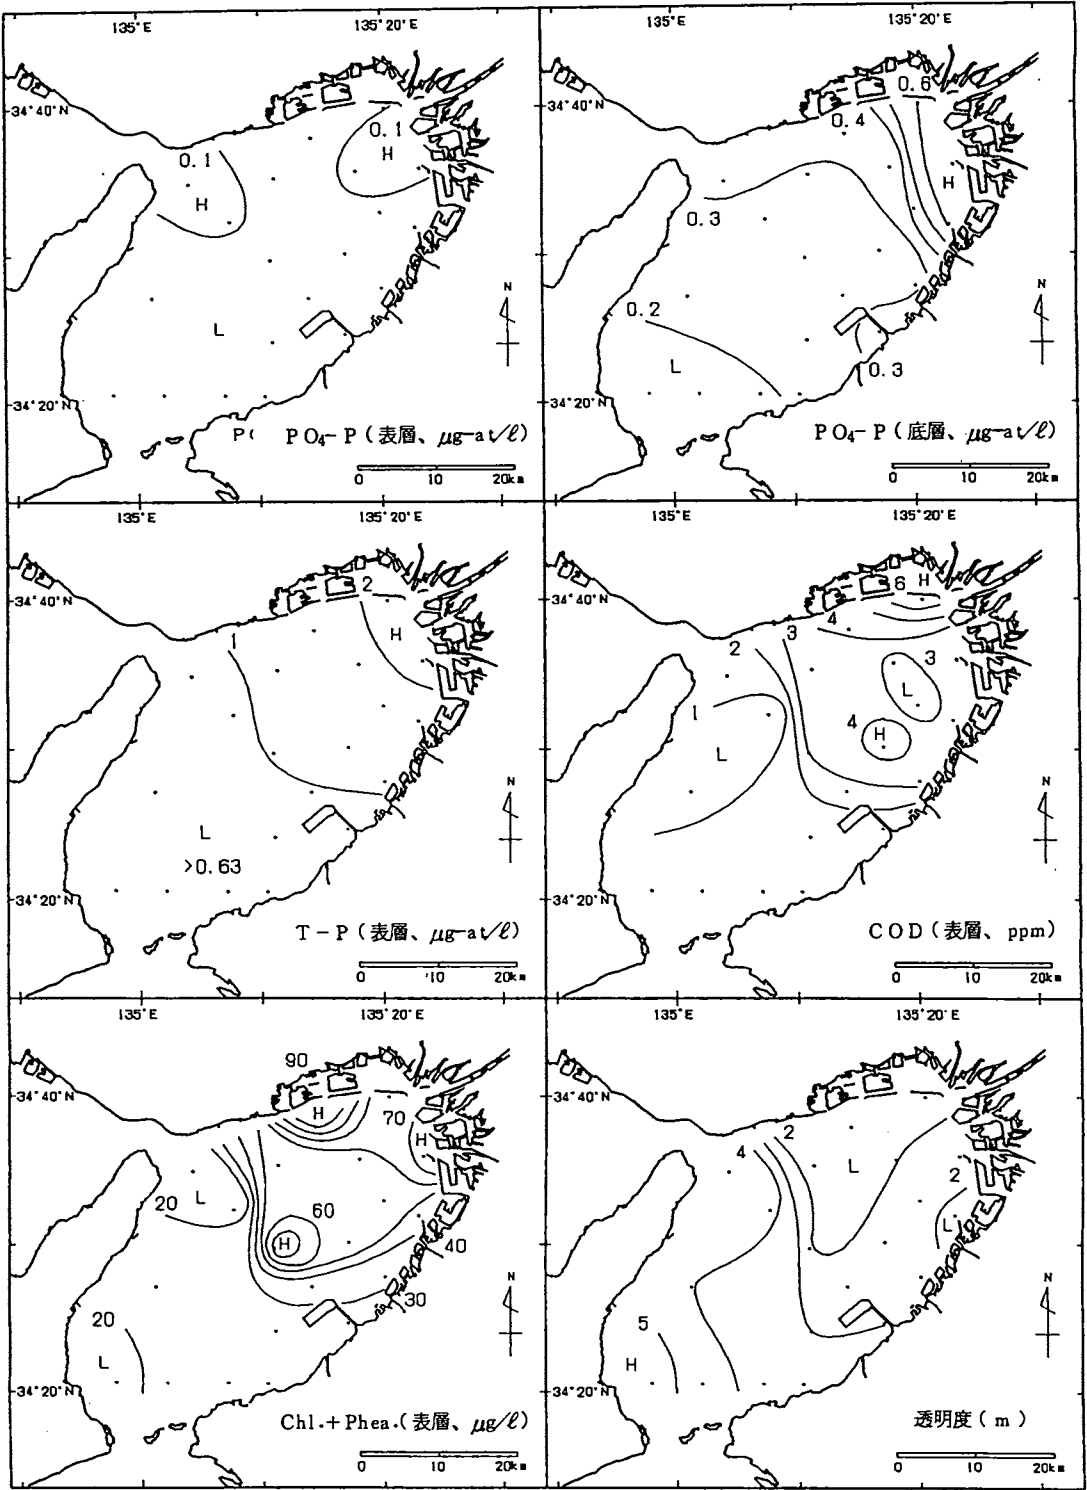 135°E
135°20′E
34°40′N
0.1
H
0.1
H
L
N
34°20′N
P(
PO₄-P(表層、μg-at/ℓ)
0
10
20km
135°E
135°20′E
34°40′N
0.6
0.4
H
0.3
0.2
L
0.3
N
34°20′N
PO₄-P(底層、μg-at/ℓ)
0
10
20km
135°E
135°20′E
34°40′N
2
1
H
L
>0.63
N
34°20′N
T-P(表層、μg-at/ℓ)
0
10
20km
135°E
135°20′E
34°40′N
H
6
4
3
2
3
L
1
4
H
L
N
34°20′N
COD(表層、ppm)
0
10
20km
135°E
135°20′E
90
34°40′N
H
70
H
20
L
60
H
40
30
20
L
N
34°20′N
Chl.+Phea.(表層、μg/ℓ)
0
10
20km
135°E
135°20′E
34°40′N
2
4
L
2
L
5
H
N
34°20′N
透明度(m)
0
10
20km